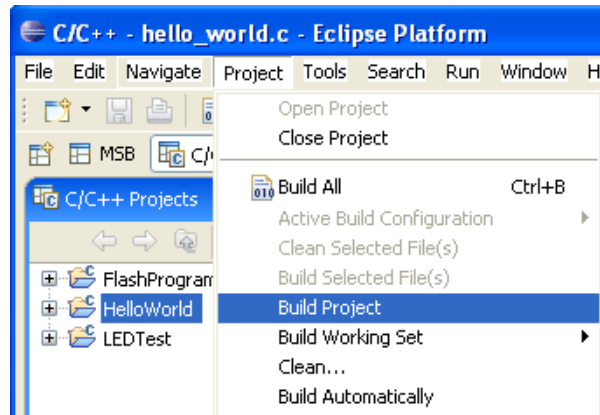 C/C++ - hello_world.c - Eclipse Platform
File Edit Navigate Project Tools Search Run Window H
Open Project
Close Project
MSB C/
C/C++ Projects
Build All Ctrl+B
Active Build Configuration
Clean Selected File(s)
Build Selected File(s)
FlashProgram
HelloWorld
Build Project
LEDTest
Build Working Set
Clean...
Build Automatically